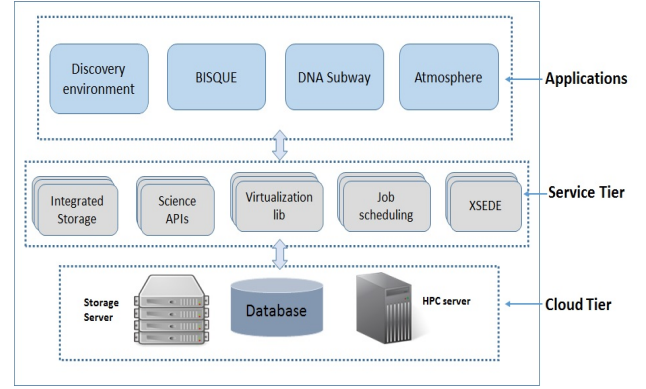 Discovery
environment
BISQUE
DNA Subway
Atmosphere
Applications
Integrated
Storage
Science
APIs
Virtualization
lib
Job
scheduling
XSEDE
Service Tier
Storage
Server
Database
HPC server
Cloud Tier